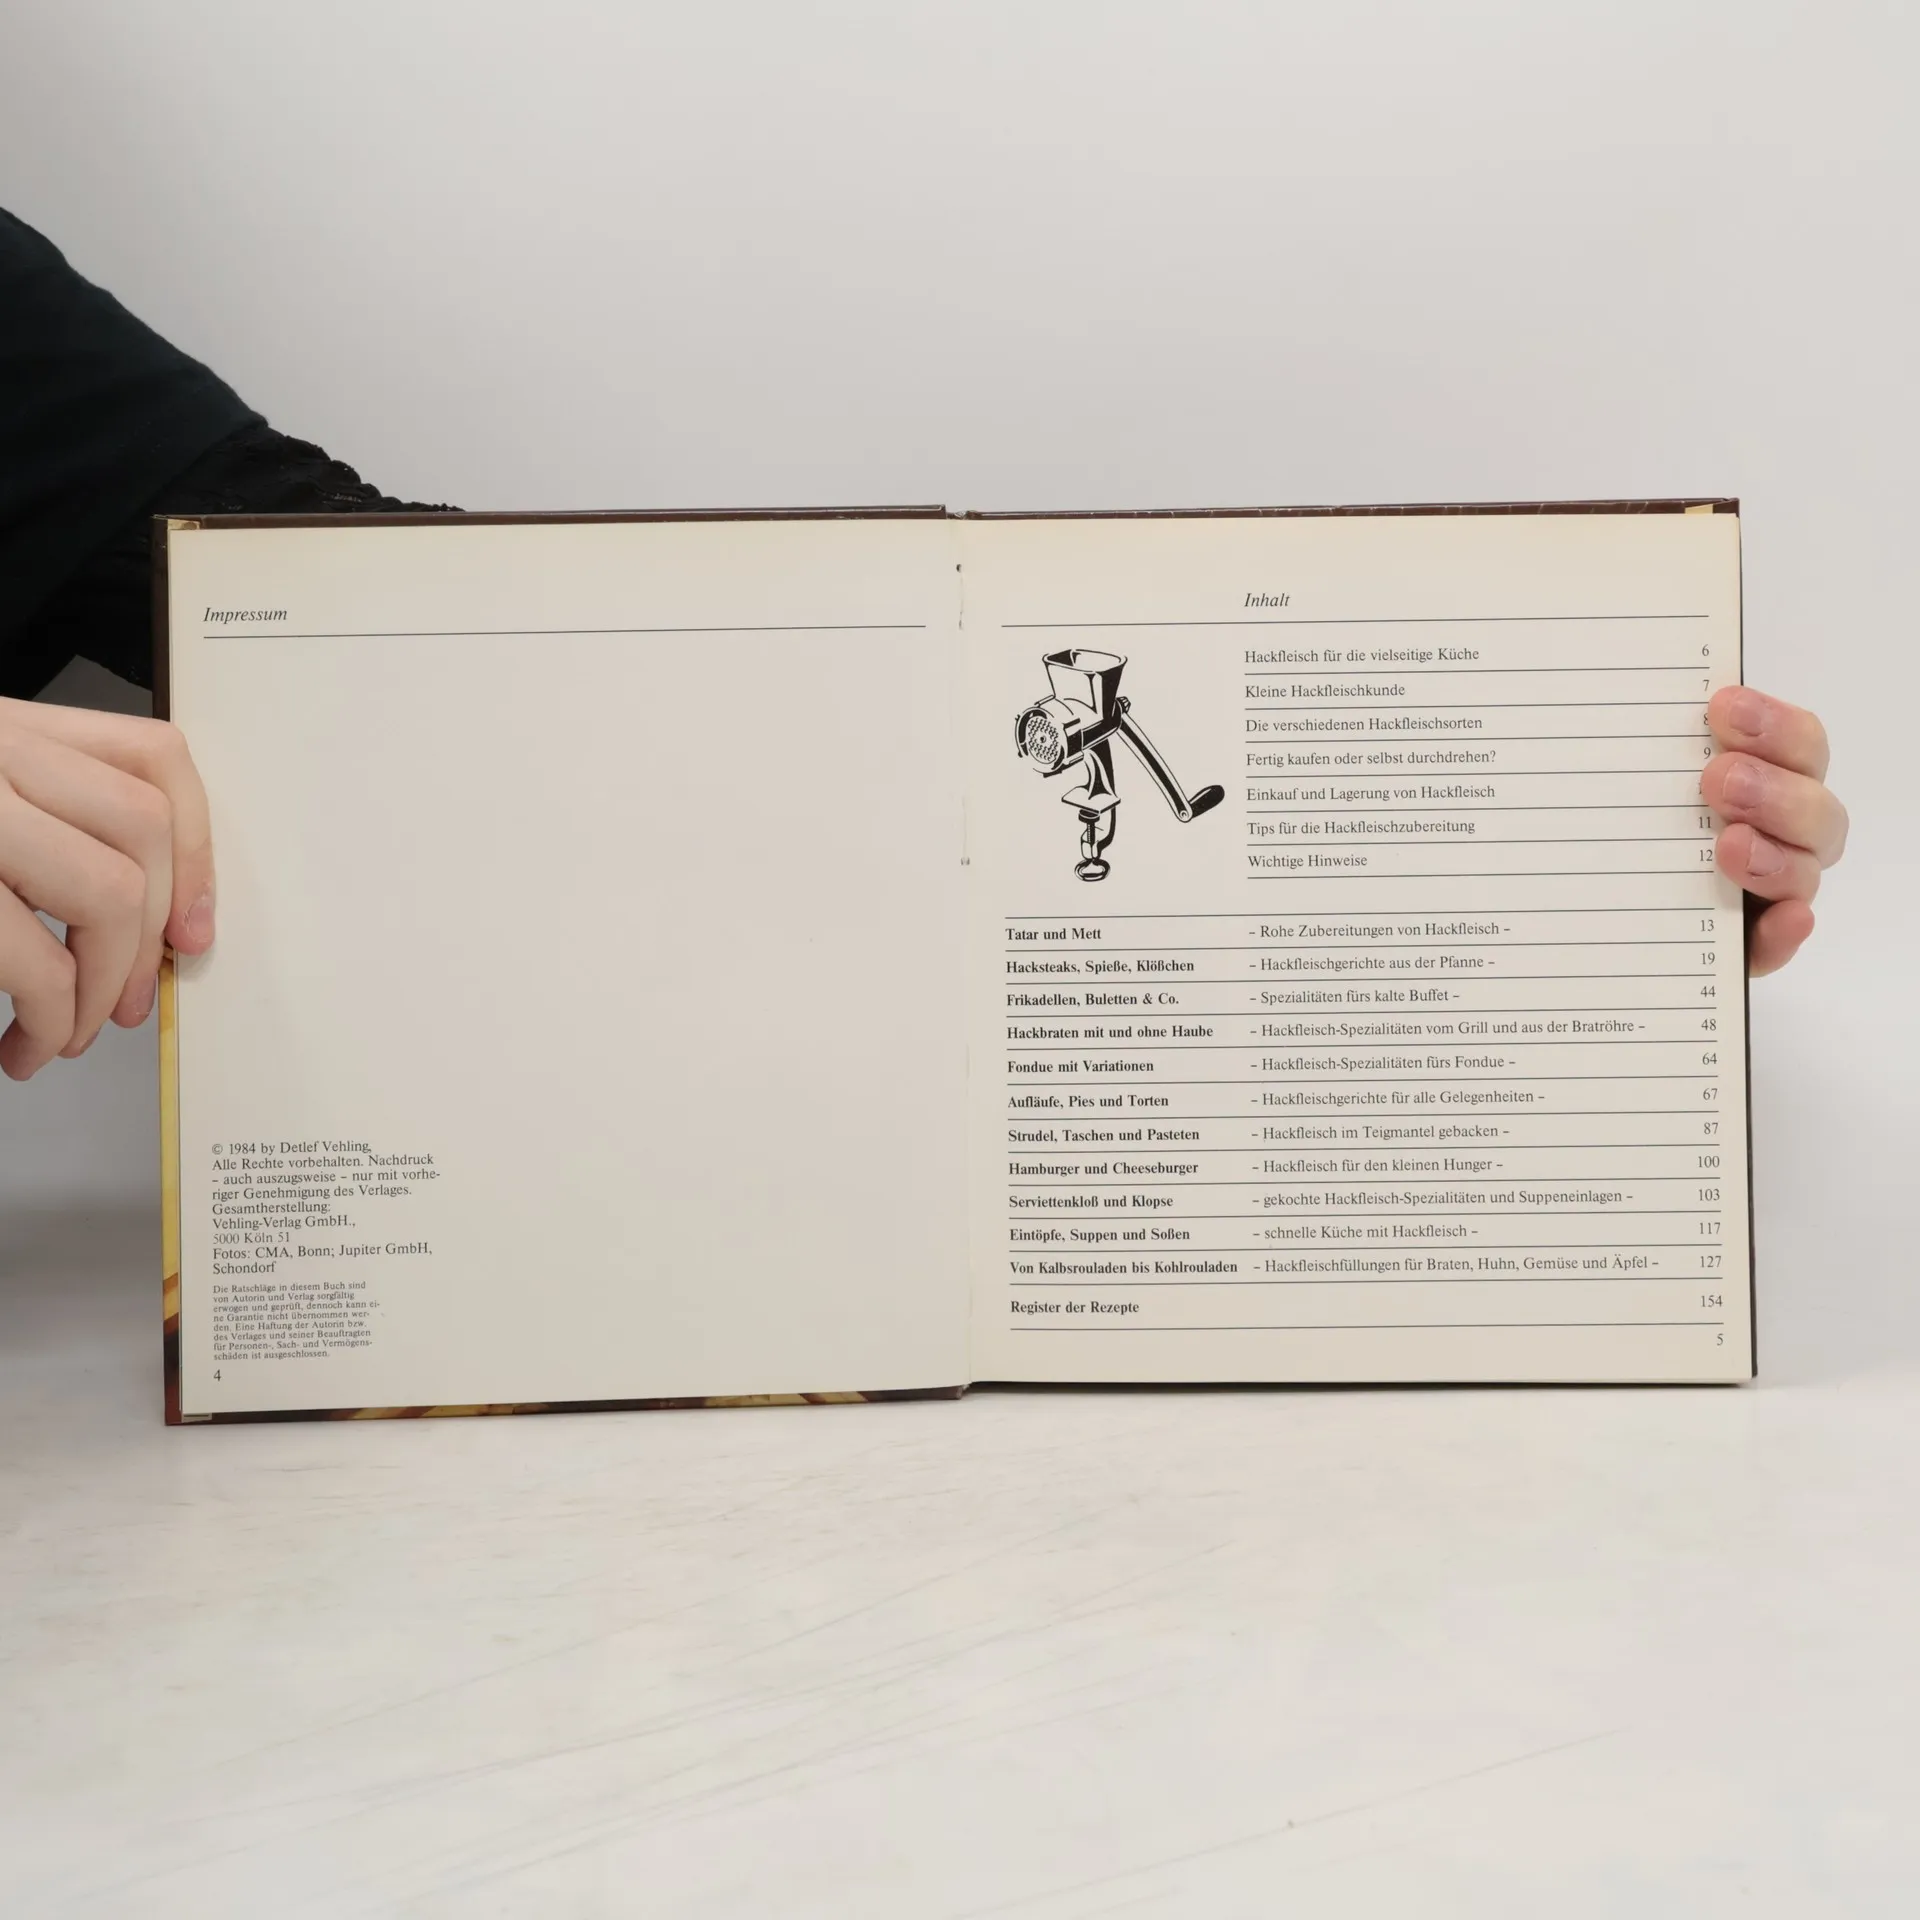 Impressum
© 1984 by Detlef Vehling,
Alle Rechte vorbehalten. Nachdruck
– auch auszugsweise – nur mit vorhe-
riger Genehmigung des Verlages.
Gesamtherstellung:
Vehling-Verlag GmbH.,
5000 Köln 51
Fotos: CMA, Bonn; Jupiter GmbH,
Schondorf
Die Ratschläge in diesem Buch sind
von Autorin und Verlag sorgfältig
erwogen und geprüft, dennoch kann ei-
ne Garantie nicht übernommen wer-
den. Eine Haftung der Autorin bzw.
des Verlages und seiner Beauftragten
für Personen-, Sach- und Vermögens-
schäden ist ausgeschlossen.
4
Inhalt
Hackfleisch für die vielseitige Küche 6
Kleine Hackfleischkunde 7
Die verschiedenen Hackfleischsorten 8
Fertig kaufen oder selbst durchdrehen? 9
Einkauf und Lagerung von Hackfleisch
Tips für die Hackfleischzubereitung 11
Wichtige Hinweise 12
Tatar und Mett – Rohe Zubereitungen von Hackfleisch – 13
Hacksteaks, Spieße, Klößchen – Hackfleischgerichte aus der Pfanne – 19
Frikadellen, Buletten & Co. – Spezialitäten fürs kalte Buffet – 44
Hackbraten mit und ohne Haube – Hackfleisch-Spezialitäten vom Grill und aus der Bratröhre – 48
Fondue mit Variationen – Hackfleisch-Spezialitäten fürs Fondue – 64
Aufläufe, Pies und Torten – Hackfleischgerichte für alle Gelegenheiten – 67
Strudel, Taschen und Pasteten – Hackfleisch im Teigmantel gebacken – 87
Hamburger und Cheeseburger – Hackfleisch für den kleinen Hunger – 100
Serviettenkloß und Klopse – gekochte Hackfleisch-Spezialitäten und Suppeneinlagen – 103
Eintöpfe, Suppen und Soßen – schnelle Küche mit Hackfleisch – 117
Von Kalbsrouladen bis Kohlrouladen – Hackfleischfüllungen für Braten, Huhn, Gemüse und Äpfel – 127
Register der Rezepte 154
5